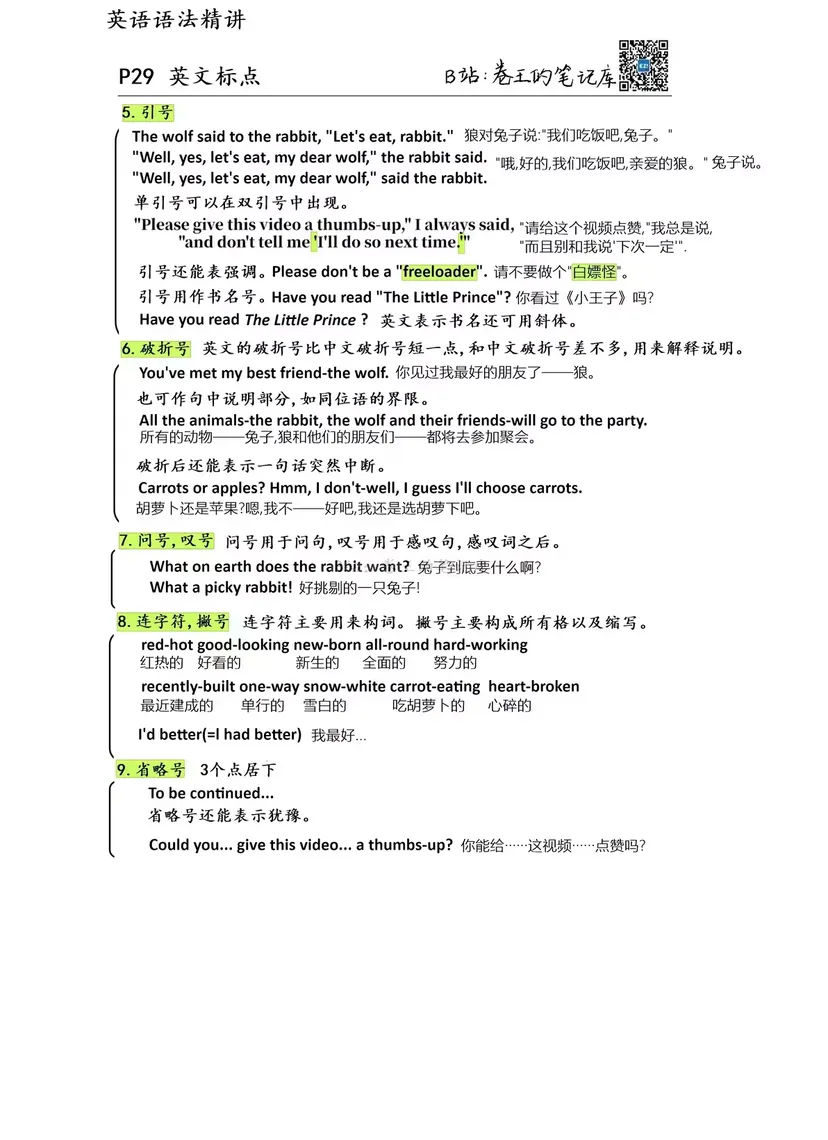 英语语法精讲
P29 英文标点 B站:卷王的笔记库
5.引号
The wolf said to the rabbit, "Let's eat, rabbit." 狼对兔子说:"我们吃饭吧,兔子。"
"Well, yes, let's eat, my dear wolf," the rabbit said. "哦,好的,我们吃饭吧,亲爱的狼。"兔子说。
"Well, yes, let's eat, my dear wolf," said the rabbit.
单引号可以在双引号中出现。
"Please give this video a thumbs-up," I always said, "请给这个视频点赞,"我总是说,
"and don't tell me 'I'll do so next time.'" "而且别和我说'下次一定'".
引号还能表强调。Please don't be a "freeloader". 请不要做个"白嫖怪"。
引号用作书名号。Have you read "The Little Prince"? 你看过《小王子》吗?
Have you read The Little Prince ? 英文表示书名还可用斜体。
6.破折号 英文的破折号比中文破折号短一点,和中文破折号差不多,用来解释说明。
You've met my best friend-the wolf. 你见过我最好的朋友了——狼。
也可作句中说明部分,如同位语的界限。
All the animals-the rabbit, the wolf and their friends-will go to the party.
所有的动物——兔子,狼和他们的朋友们——都将去参加聚会。
破折后还能表示一句话突然中断。
Carrots or apples? Hmm, I don't-well, I guess I'll choose carrots.
胡萝卜还是苹果?嗯,我不——好吧,我还是选胡萝卜下吧。
7.问号,叹号 问号用于问句,叹号用于感叹句,感叹词之后。
What on earth does the rabbit want? 兔子到底要什么啊?
What a picky rabbit! 好挑剔的一只兔子!
8.连字符,撇号 连字符主要用来构词。撇号主要构成所有格以及缩写。
red-hot good-looking new-born all-round hard-working
红热的 好看的 新生的 全面的 努力的
recently-built one-way snow-white carrot-eating heart-broken
最近建成的 单行的 雪白的 吃胡萝卜的 心碎的
I'd better(=I had better) 我最好...
9.省略号 3个点居下
To be continued...
省略号还能表示犹豫。
Could you... give this video... a thumbs-up? 你能给······这视频······点赞吗?